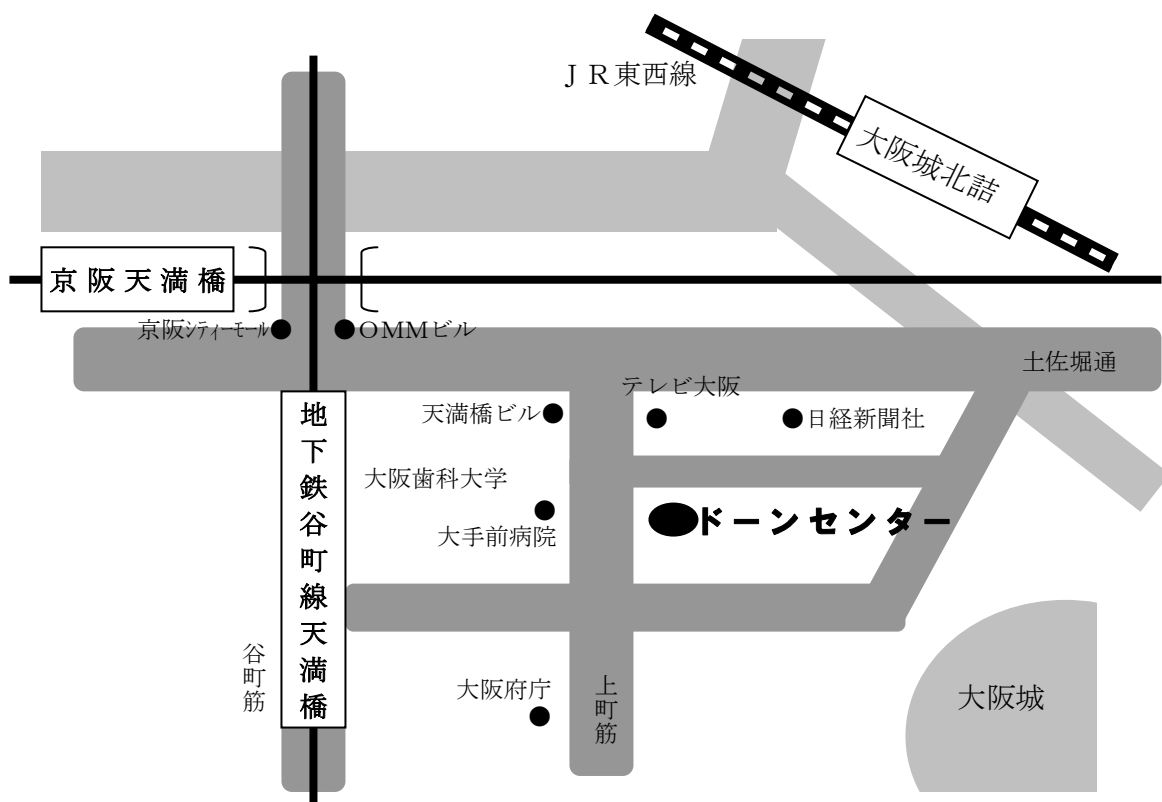 ＪＲ東西線
大阪城北詰
京阪天満橋
京阪ｼﾃｨｰﾓｰﾙ
ＯＭＭビル
土佐堀通
テレビ大阪
天満橋ビル
日経新聞社
地下鉄谷町線天満橋
大阪歯科大学
ドーンセンター
大手前病院
谷町筋
大阪府庁
上町筋
大阪城